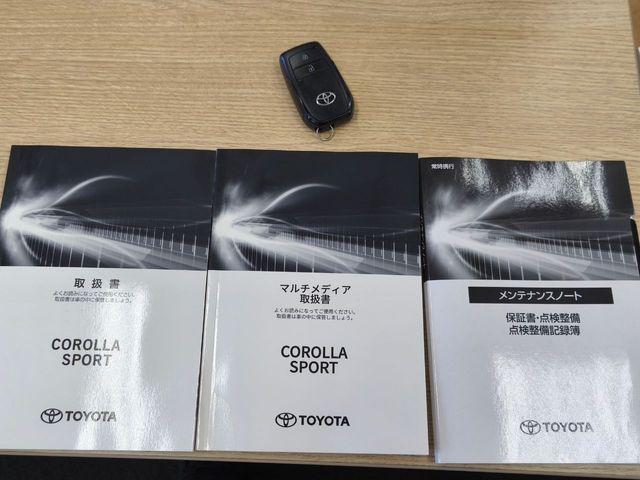 取扱書
よくお読みになってご使用ください。
取扱書は車の中に保管しましょう。
COROLLA
SPORT
TOYOTA
マルチメディア
取扱書
よくお読みになってご使用ください。
取扱書は車の中に保管しましょう。
COROLLA
SPORT
TOYOTA
常時携行
メンテナンスノート
保証書・点検整備
点検整備記録簿
TOYOTA